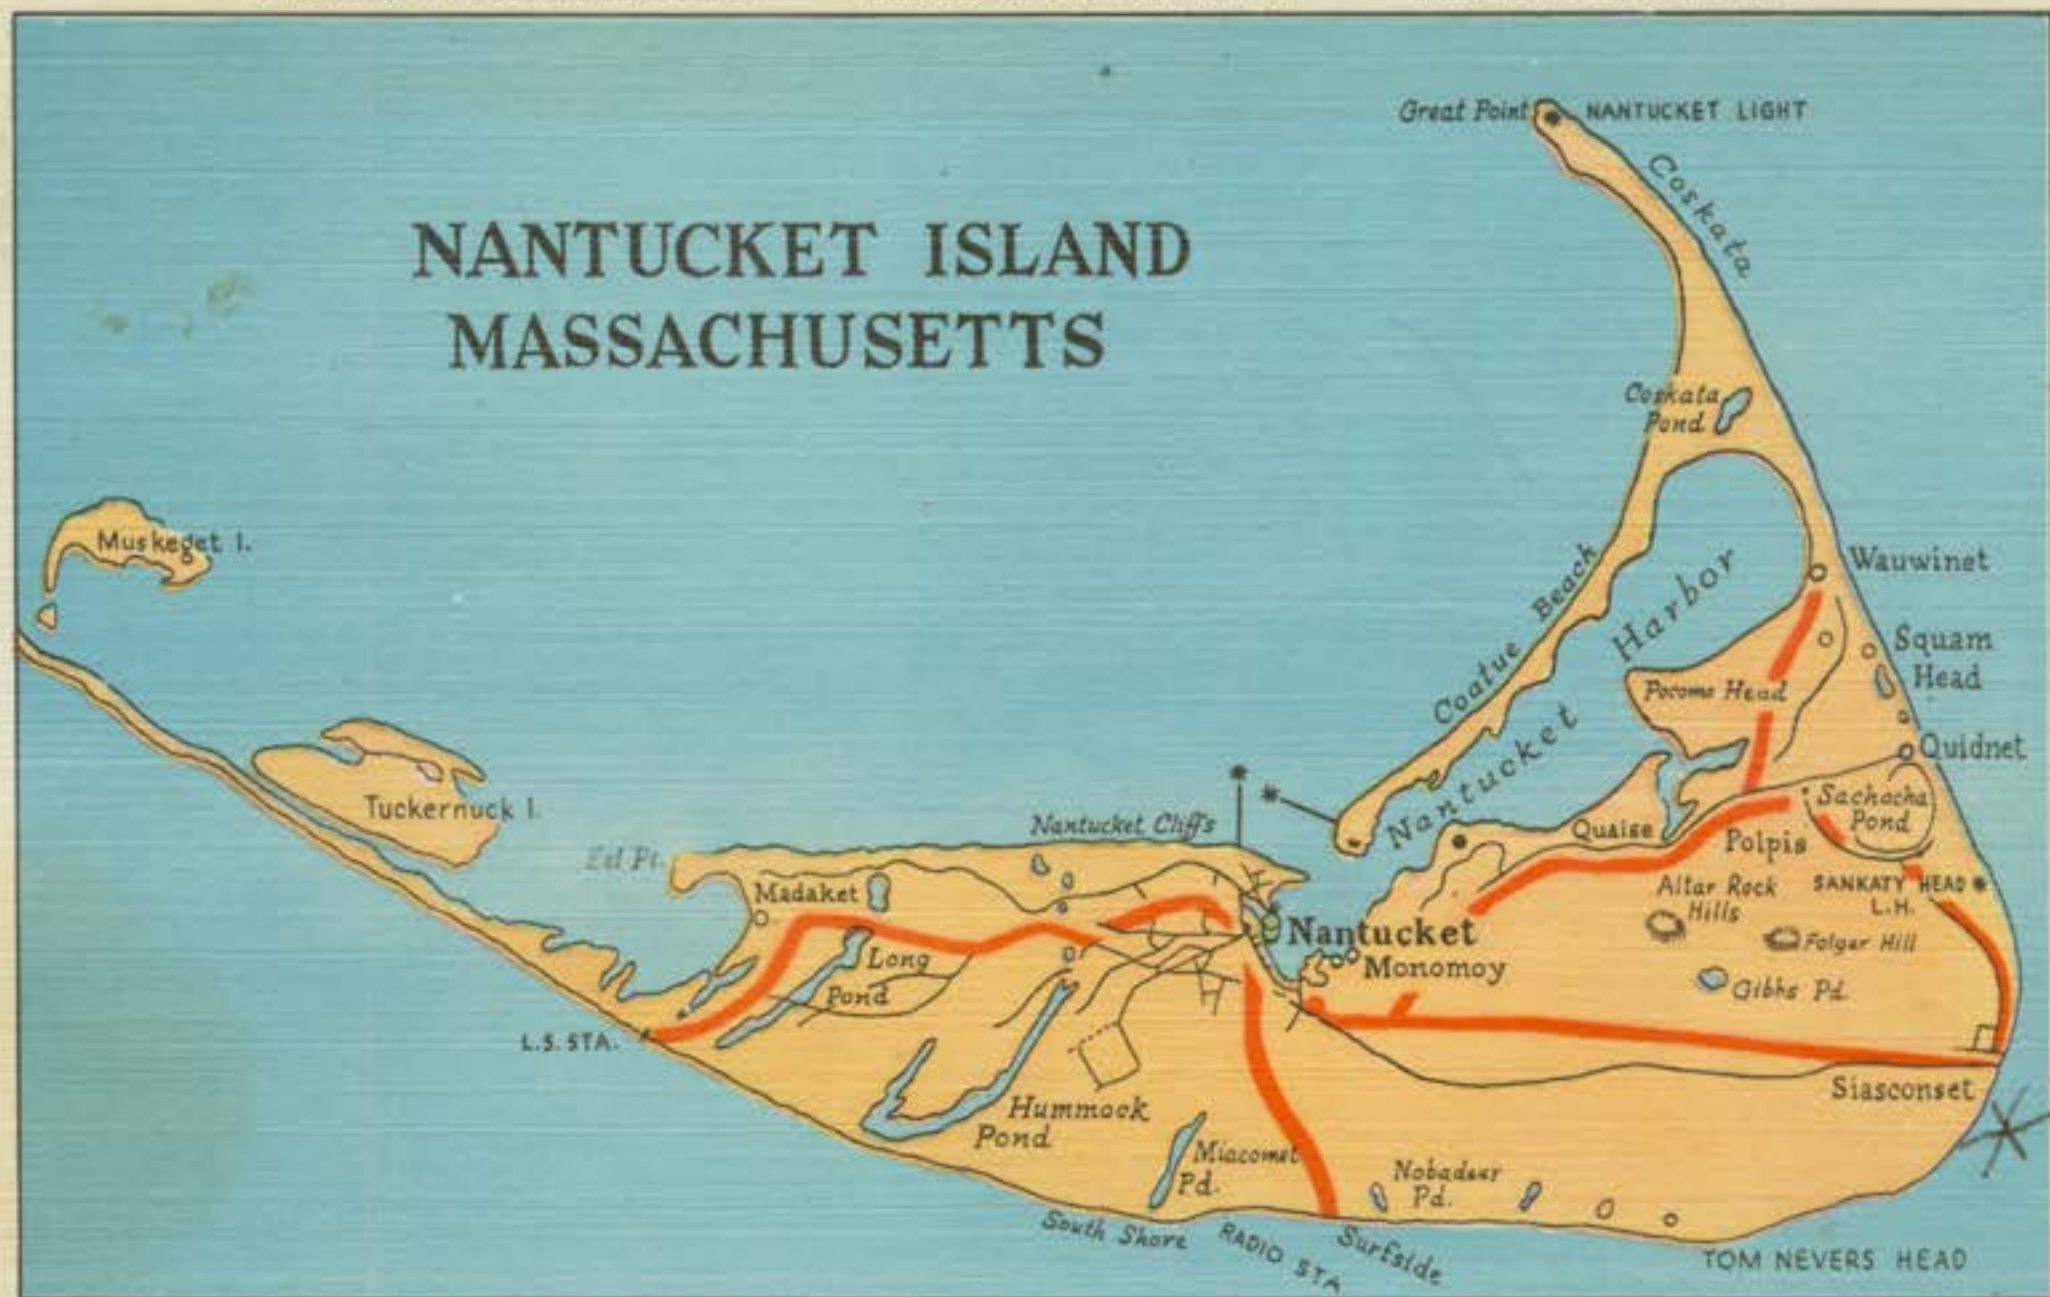 Great Point
NANTUCKET LIGHT
Coskata
NANTUCKET ISLAND
MASSACHUSETTS
Coskata
Pond
Muskeget I.
Wauwinet
Coatue Beach
Nantucket Harbor
Squam
Head
Pocomo Head
Quidnet
Tuckernuck I.
Sachacha
Pond
Nantucket Cliffs
Quaise
Polpis
Eel Pt.
Madaket
Altar Rock
Hills
SANKATY HEAD
L.H.
Nantucket
Folger Hill
Long
Pond
Monomoy
Gibhs Pd.
L.S. STA.
Siasconset
Hummock
Pond
Miacomet
Pd.
Nobadeer
Pd.
South Shore
RADIO STA
Surfside
TOM NEVERS HEAD